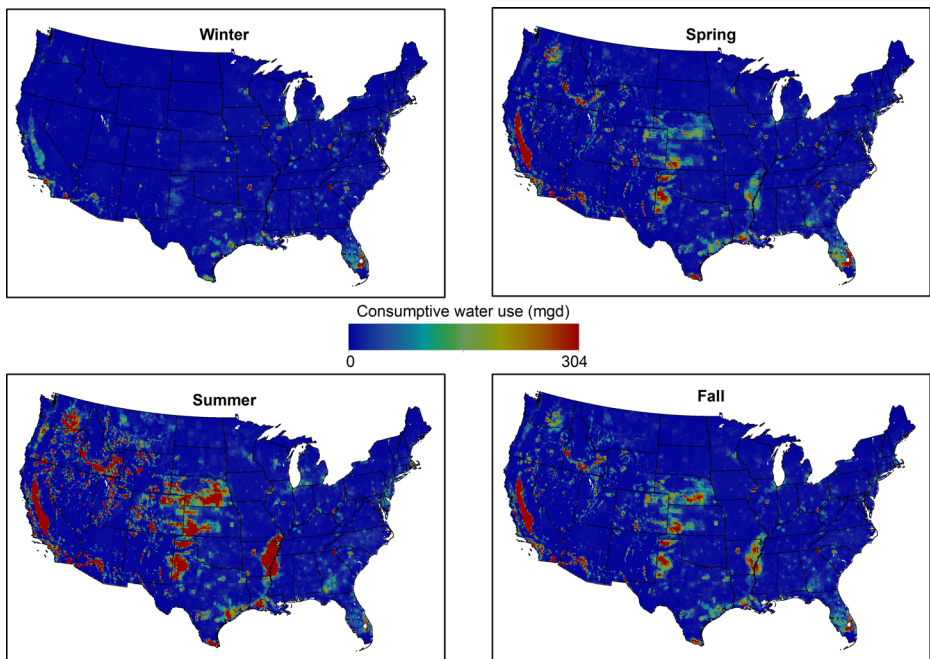 Winter
Spring
Consumptive water use (mgd)
0 304
Summer
Fall